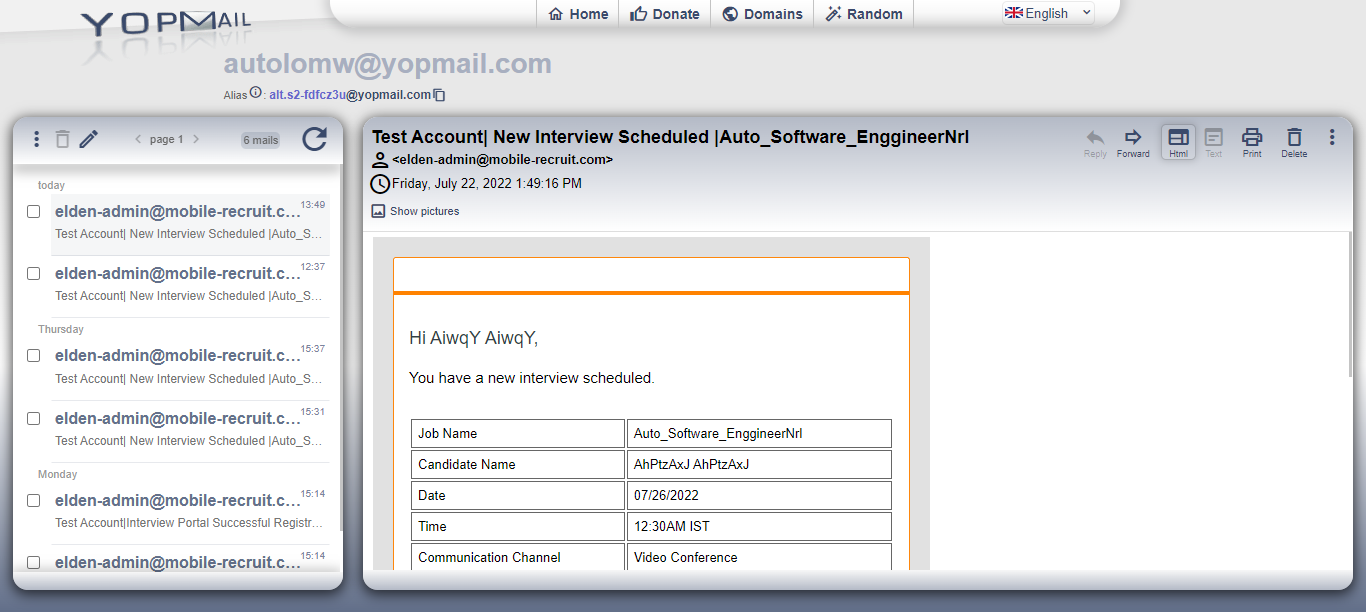 YOPMAIL
Home
Donate
Domains
Random
English
autolomw@yopmail.com
Alias : alt.s2-fdfcz3u@yopmail.com
page 1
6 mails
today
elden-admin@mobile-recruit.c… 13:49
Test Account| New Interview Scheduled |Auto_S…
elden-admin@mobile-recruit.c… 12:37
Test Account| New Interview Scheduled |Auto_S…
Thursday
elden-admin@mobile-recruit.c… 15:37
Test Account| New Interview Scheduled |Auto_S…
elden-admin@mobile-recruit.c… 15:31
Test Account| New Interview Scheduled |Auto_S…
Monday
elden-admin@mobile-recruit.c… 15:14
Test Account|Interview Portal Successful Registr…
elden-admin@mobile-recruit.c… 15:14
Test Account| New Interview Scheduled |Auto_Software_EnggineerNrl
<elden-admin@mobile-recruit.com>
Friday, July 22, 2022 1:49:16 PM
Show pictures
Reply
Forward
Html
Text
Print
Delete
Hi AiwqY AiwqY,
You have a new interview scheduled.
Job Name Auto_Software_EnggineerNrl
Candidate Name AhPtzAxJ AhPtzAxJ
Date 07/26/2022
Time 12:30AM IST
Communication Channel Video Conference